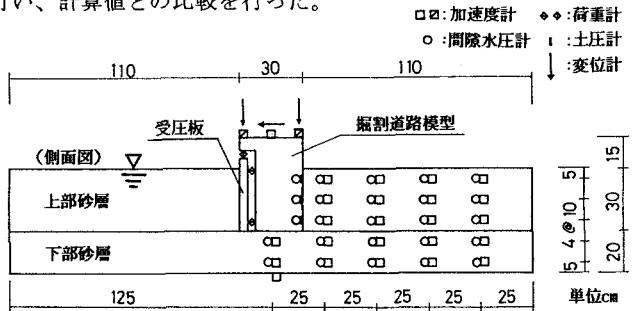 行い、計算値との比較を行った。
□ ◪:加速度計 ◆◆:荷重計
○:間隙水圧計 ı:土圧計
↓:変位計
110 30 110
受圧板 掘割道路模型
(側面図)
上部砂層
下部砂層
5 4@10 5
15 30 20
125 25 25 25 25 25 単位cm